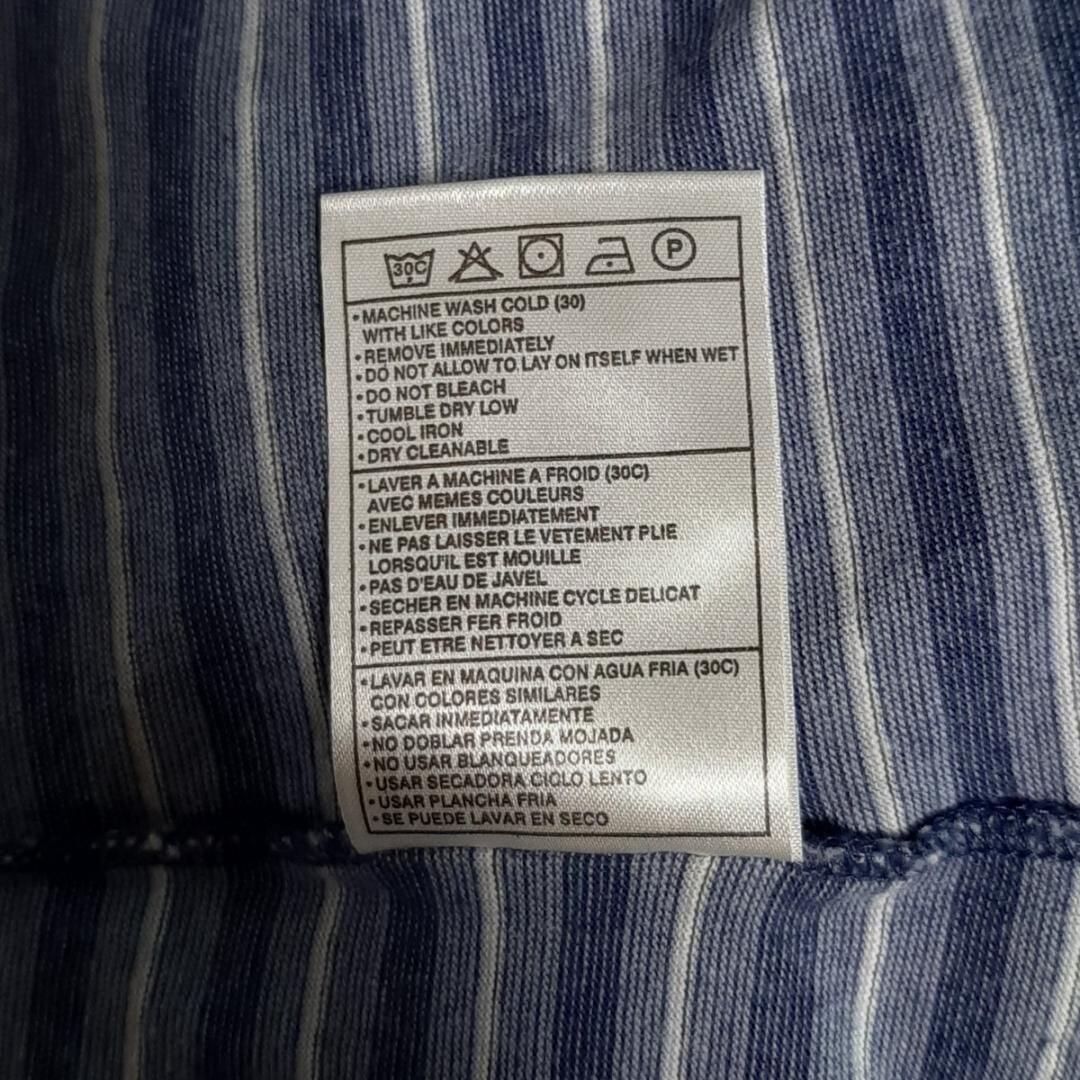 30C P
•MACHINE WASH COLD (30)
WITH LIKE COLORS
•REMOVE IMMEDIATELY
•DO NOT ALLOW TO LAY ON ITSELF WHEN WET
•DO NOT BLEACH
•TUMBLE DRY LOW
•COOL IRON
•DRY CLEANABLE
•LAVER A MACHINE A FROID (30C)
AVEC MEMES COULEURS
•ENLEVER IMMEDIATEMENT
•NE PAS LAISSER LE VETEMENT PLIE
LORSQU'IL EST MOUILLE
•PAS D'EAU DE JAVEL
•SECHER EN MACHINE CYCLE DELICAT
•REPASSER FER FROID
•PEUT ETRE NETTOYER A SEC
•LAVAR EN MAQUINA CON AGUA FRIA (30C)
CON COLORES SIMILARES
•SACAR INMEDIATAMENTE
•NO DOBLAR PRENDA MOJADA
•NO USAR BLANQUEADORES
•USAR SECADORA CICLO LENTO
•USAR PLANCHA FRIA
•SE PUEDE LAVAR EN SECO